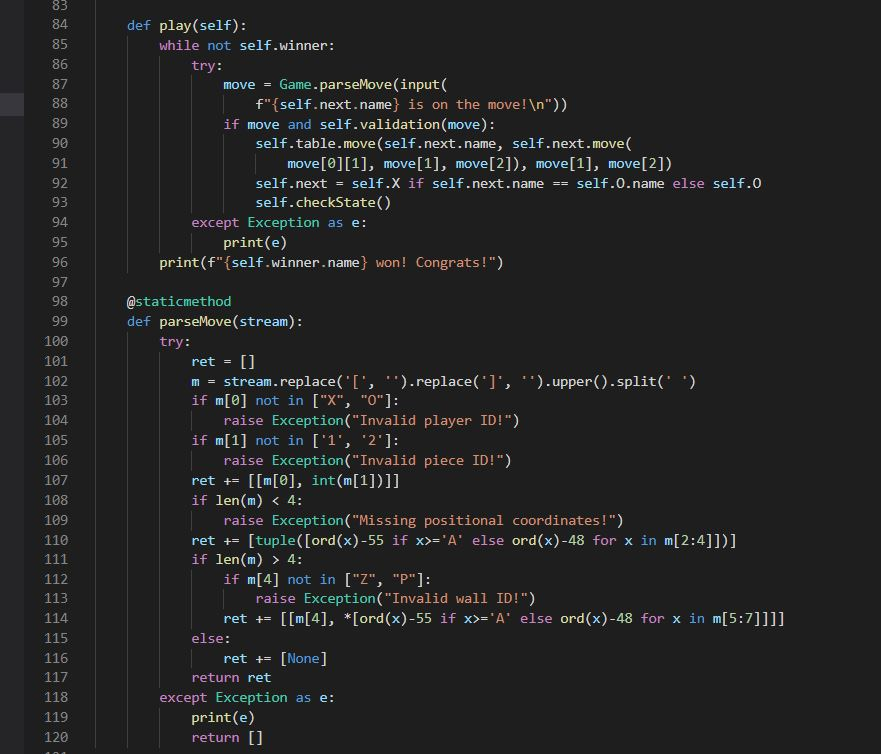 83
84 def play(self):
85 while not self.winner:
86 try:
87 move = Game.parseMove(input(
88 f"{self.next.name} is on the move!\n"))
89 if move and self.validation(move):
90 self.table.move(self.next.name, self.next.move(
91 move[0][1], move[1], move[2]), move[1], move[2])
92 self.next = self.X if self.next.name == self.O.name else self.O
93 self.checkState()
94 except Exception as e:
95 print(e)
96 print(f"{self.winner.name} won! Congrats!")
97
98 @staticmethod
99 def parseMove(stream):
100 try:
101 ret = []
102 m = stream.replace('[', '').replace(']', '').upper().split(' ')
103 if m[0] not in ["X", "O"]:
104 raise Exception("Invalid player ID!")
105 if m[1] not in ['1', '2']:
106 raise Exception("Invalid piece ID!")
107 ret += [[m[0], int(m[1])]]
108 if len(m) < 4:
109 raise Exception("Missing positional coordinates!")
110 ret += [tuple([ord(x)-55 if x>='A' else ord(x)-48 for x in m[2:4]])]
111 if len(m) > 4:
112 if m[4] not in ["Z", "P"]:
113 raise Exception("Invalid wall ID!")
114 ret += [[m[4], *[ord(x)-55 if x>='A' else ord(x)-48 for x in m[5:7]]]]
115 else:
116 ret += [None]
117 return ret
118 except Exception as e:
119 print(e)
120 return []